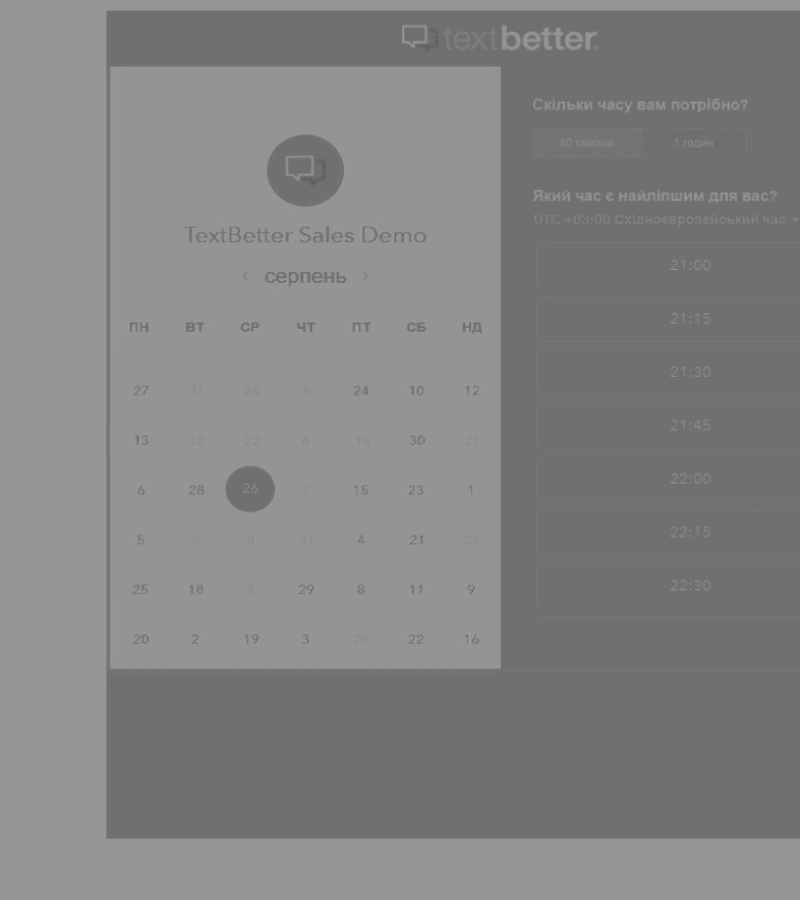 textbetter.
TextBetter Sales Demo
‹ серпень ›
ПН ВТ СР ЧТ ПТ СБ НД
27 31 28 5 24 10 12
13 12 22 6 15 30 21
6 28 26 2 15 23 1
5 8 8 31 4 21 24
25 18 2 29 8 11 9
20 2 19 3 26 22 16
Скільки часу вам потрібно?
40 хвилин 1 годин
Який час є найліпшим для вас?
UTC +03:00 Східноєвропейський час
21:00
21:15
21:30
21:45
22:00
22:15
22:30